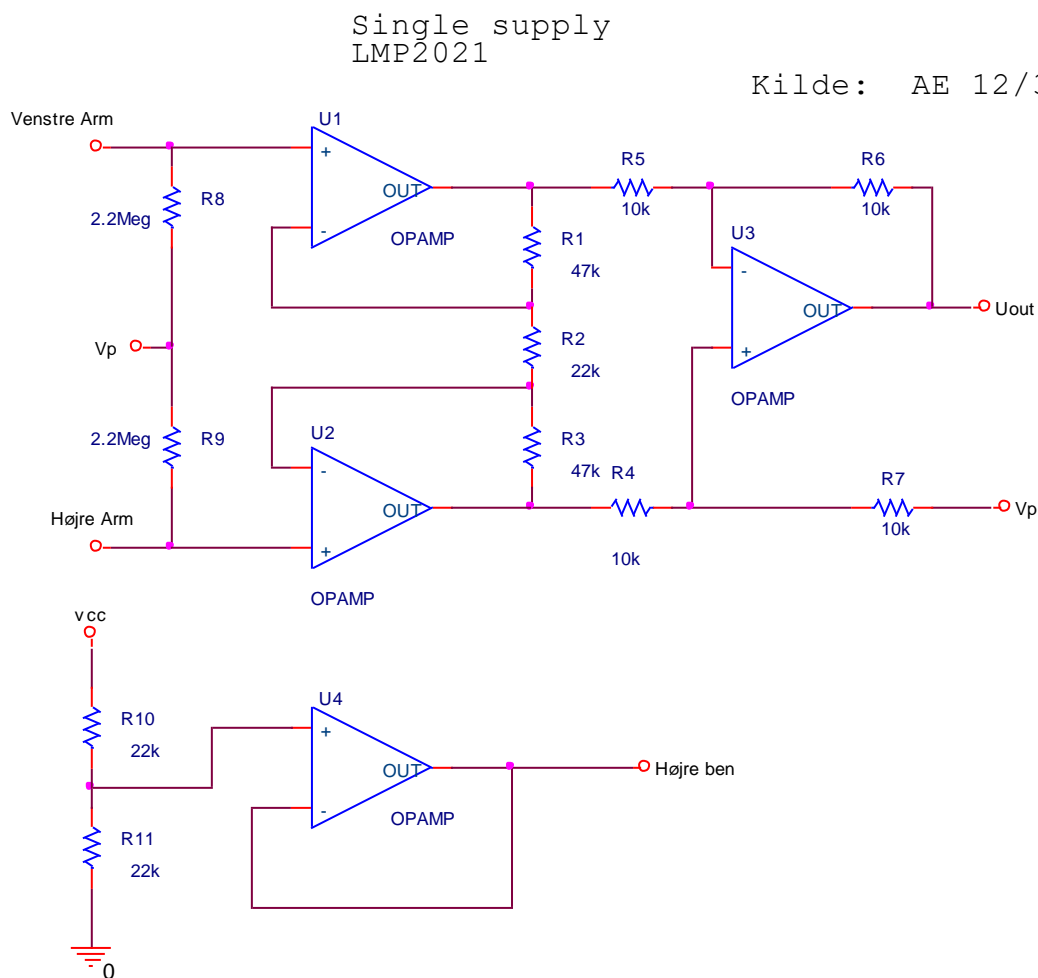 Single supply
LMP2021
Kilde: AE 12/3
Venstre Arm
U1
+
OUT
-
OPAMP
R8
2.2Meg
R5
10k
R6
10k
R1
47k
U3
-
OUT
+
OPAMP
Uout
Vp
R2
22k
R9
2.2Meg
U2
-
OUT
+
OPAMP
R3
47k
R4
10k
R7
10k
Vp
Højre Arm
vcc
R10
22k
U4
+
OUT
-
OPAMP
Højre ben
R11
22k
0